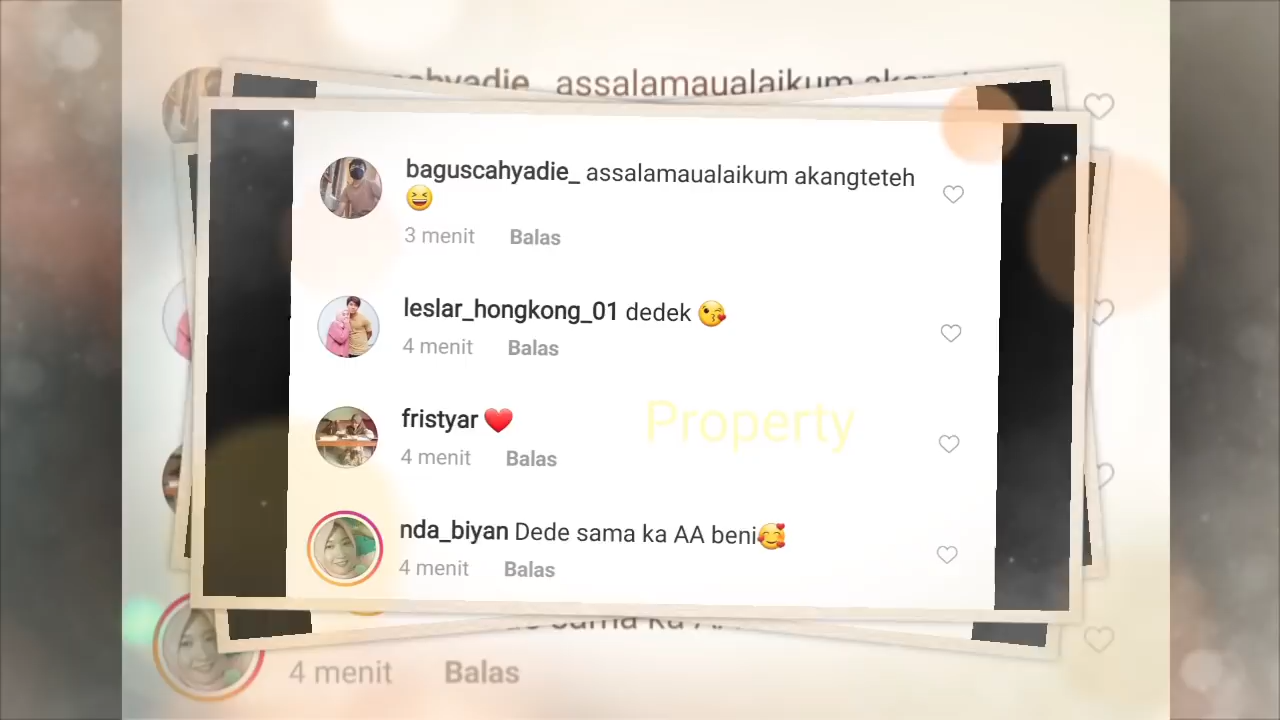 assalamaualaikum
baguscahyadie_ assalamaualaikum akangteteh
😆
3 menit Balas
leslar_hongkong_01 dedek 😘
4 menit Balas
fristyar ❤️
Property
4 menit Balas
nda_biyan Dede sama ka AA beni🥰
4 menit Balas
4 menit Balas